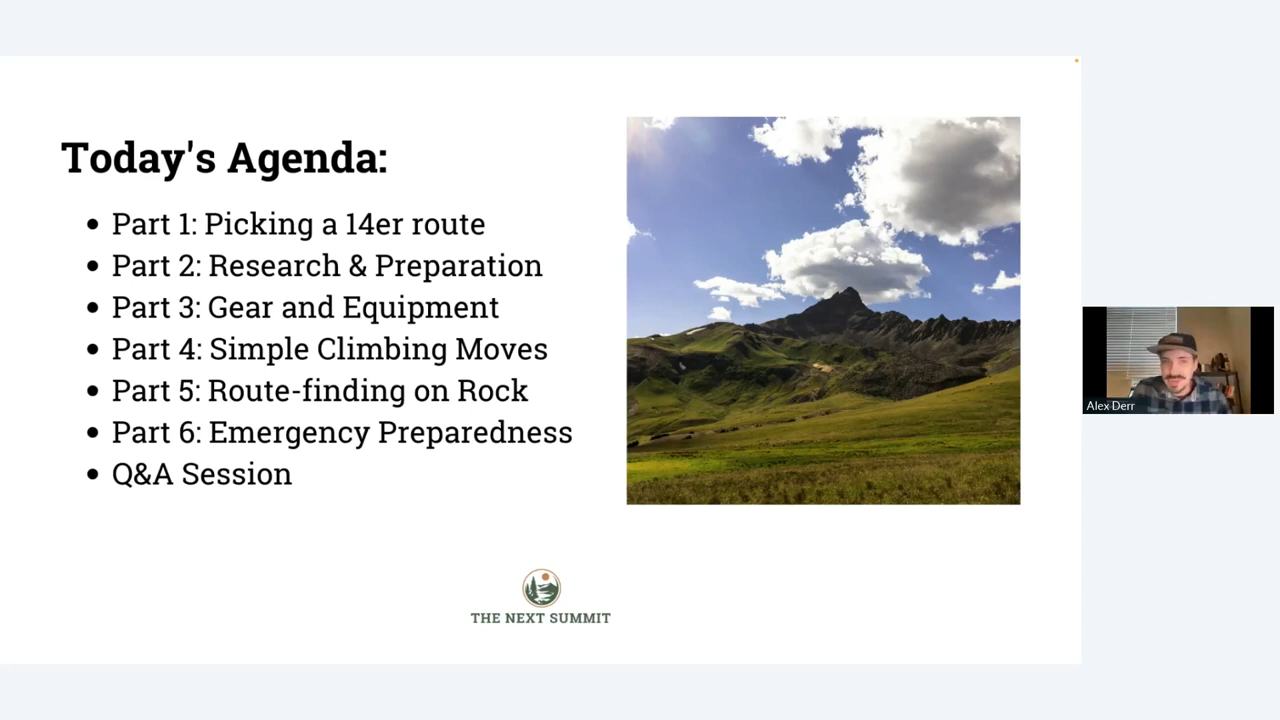 Today's Agenda:
Part 1: Picking a 14er route
Part 2: Research & Preparation
Part 3: Gear and Equipment
Part 4: Simple Climbing Moves
Part 5: Route-finding on Rock
Part 6: Emergency Preparedness
Q&A Session
THE NEXT SUMMIT
Alex Derr